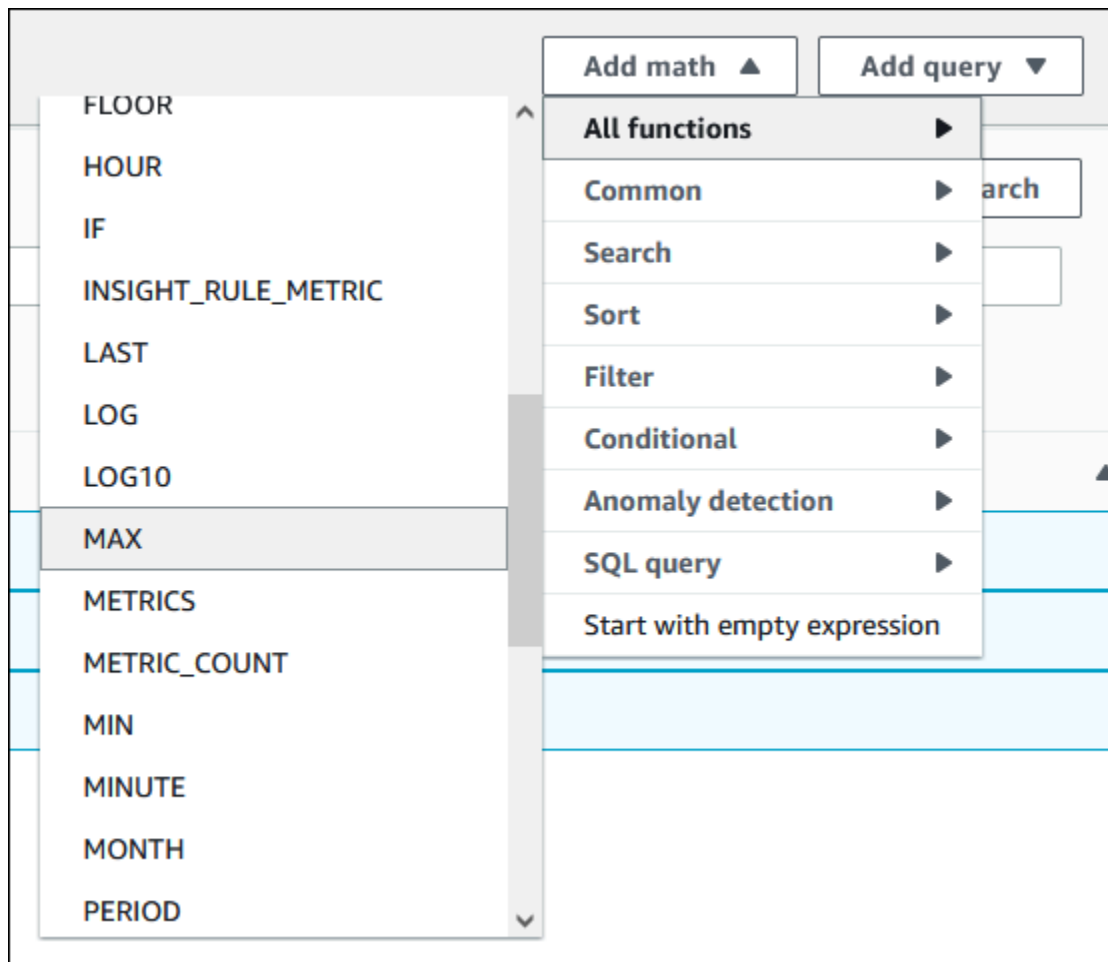 Add math ▲ Add query ▼
FLOOR
HOUR
IF
INSIGHT_RULE_METRIC
LAST
LOG
LOG10
MAX
METRICS
METRIC_COUNT
MIN
MINUTE
MONTH
PERIOD
All functions
Common
Search
Sort
Filter
Conditional
Anomaly detection
SQL query
Start with empty expression
arch